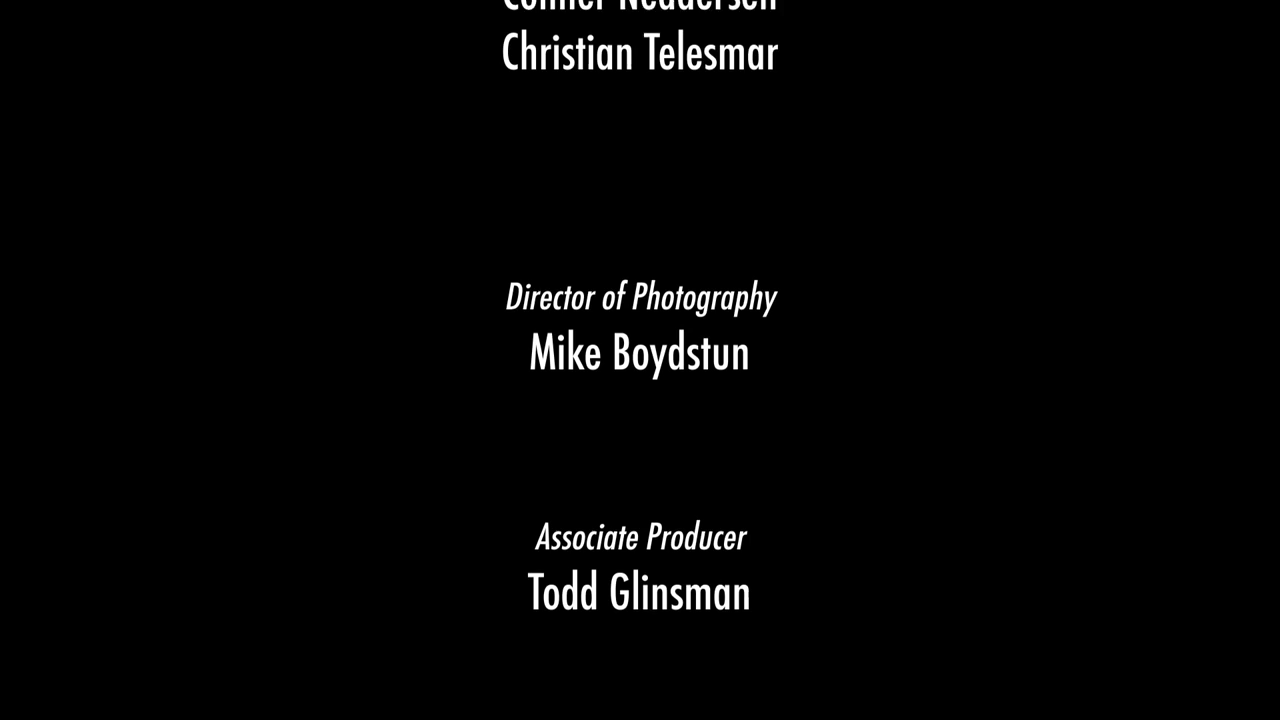 Christian Telesmar
Director of Photography
Mike Boydstun
Associate Producer
Todd Glinsman